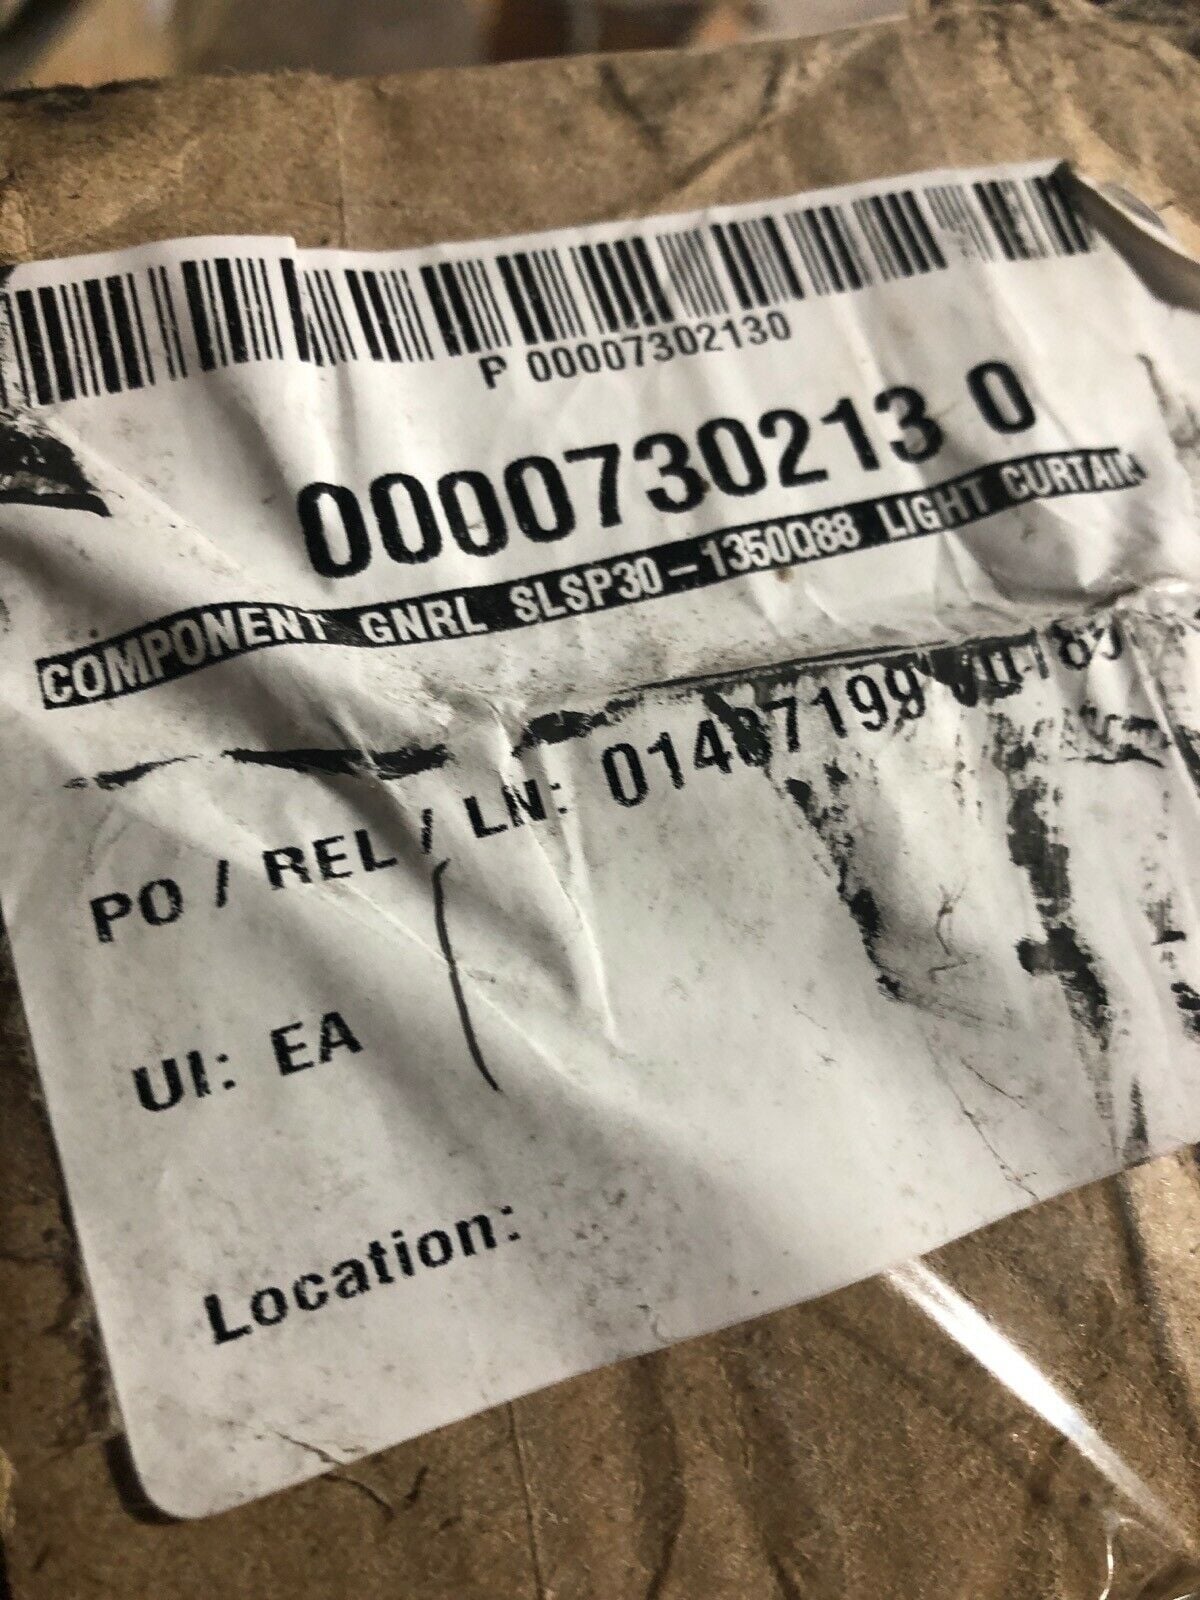 P 00007302130
0000730213 0
COMPONENT GNRL SLSP30-1350Q88 LIGHT CURTAIN
PO / REL / LN:
UI: EA
Location: